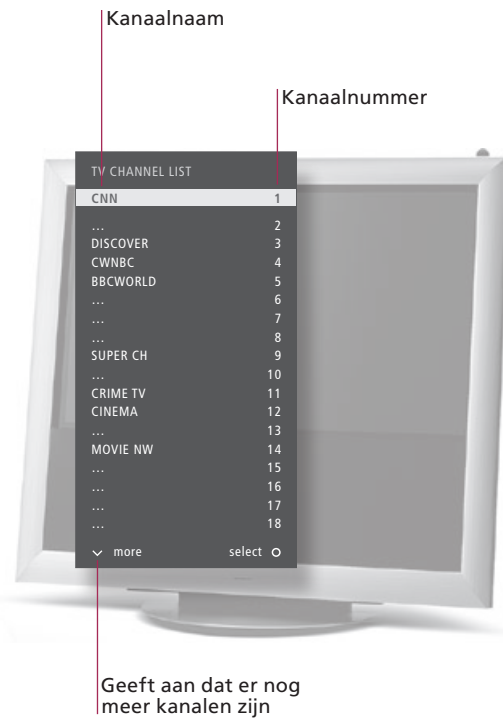 Kanaalnaam
Kanaalnummer
TV CHANNEL LIST
CNN 1
... 2
DISCOVER 3
CWNBC 4
BBCWORLD 5
... 6
... 7
... 8
SUPER CH 9
... 10
CRIME TV 11
CINEMA 12
... 13
MOVIE NW 14
... 15
... 16
... 17
... 18
more select
Geeft aan dat er nog
meer kanalen zijn